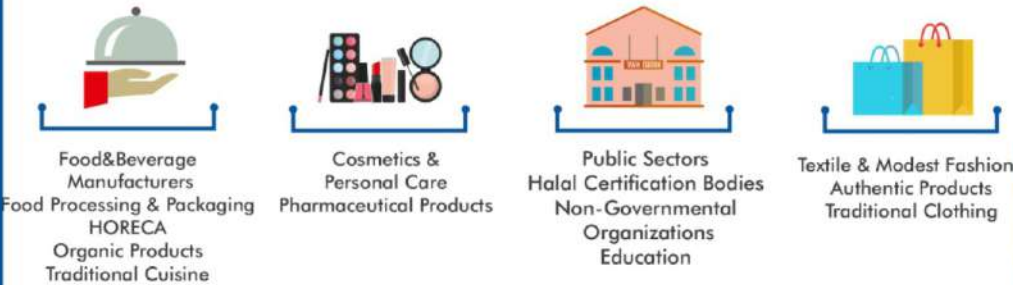 Food&Beverage
Manufacturers
Food Processing & Packaging
HORECA
Organic Products
Traditional Cuisine
Cosmetics &
Personal Care
Pharmaceutical Products
Public Sectors
Halal Certification Bodies
Non-Governmental
Organizations
Education
Textile & Modest Fashion
Authentic Products
Traditional Clothing